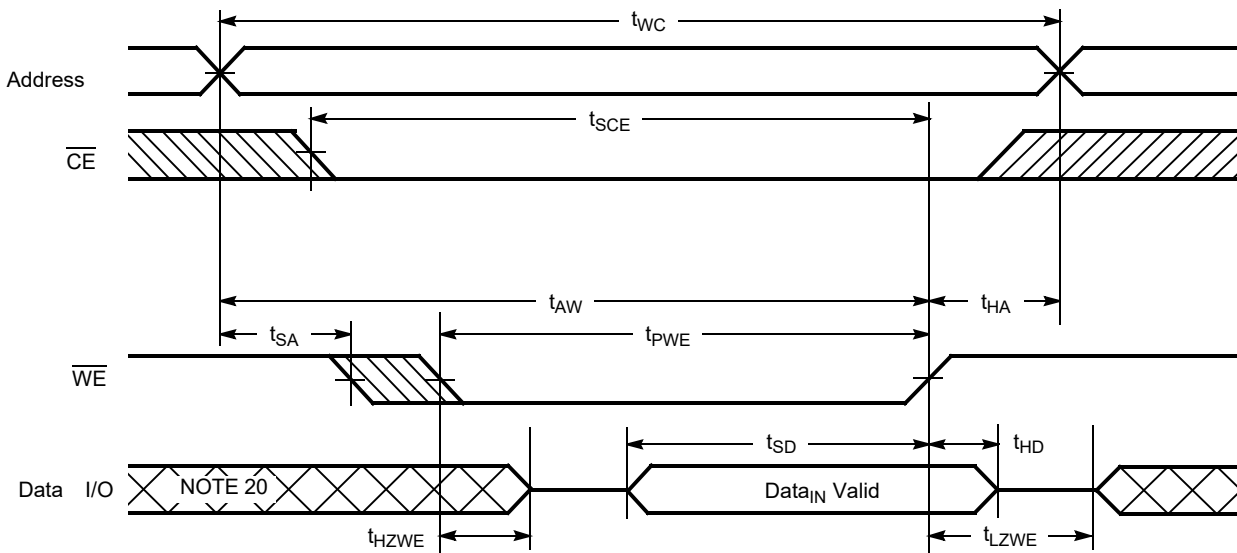 tWC
Address
tSCE
CE
tAW
tHA
tSA
tPWE
WE
tSD
tHD
Data I/O
NOTE 20
DataIN Valid
tHZWE
tLZWE